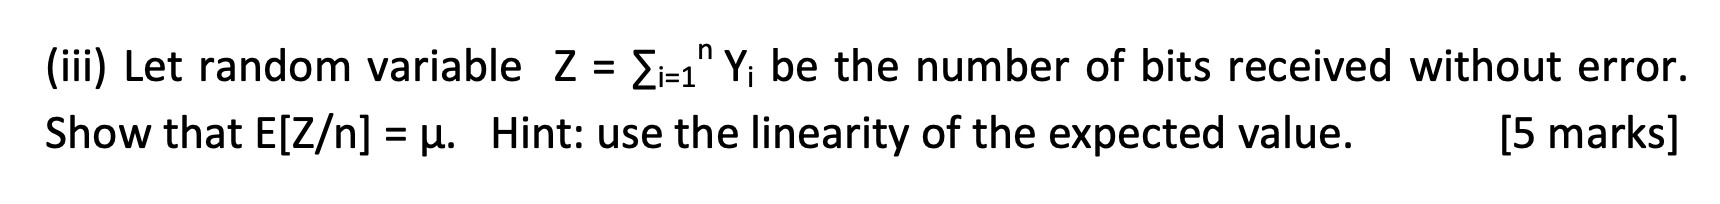 (iii) Let random variable Z = ∑ᵢ₌₁ⁿ Yᵢ be the number of bits received without error.
Show that E[Z/n] = μ. Hint: use the linearity of the expected value. [5 marks]